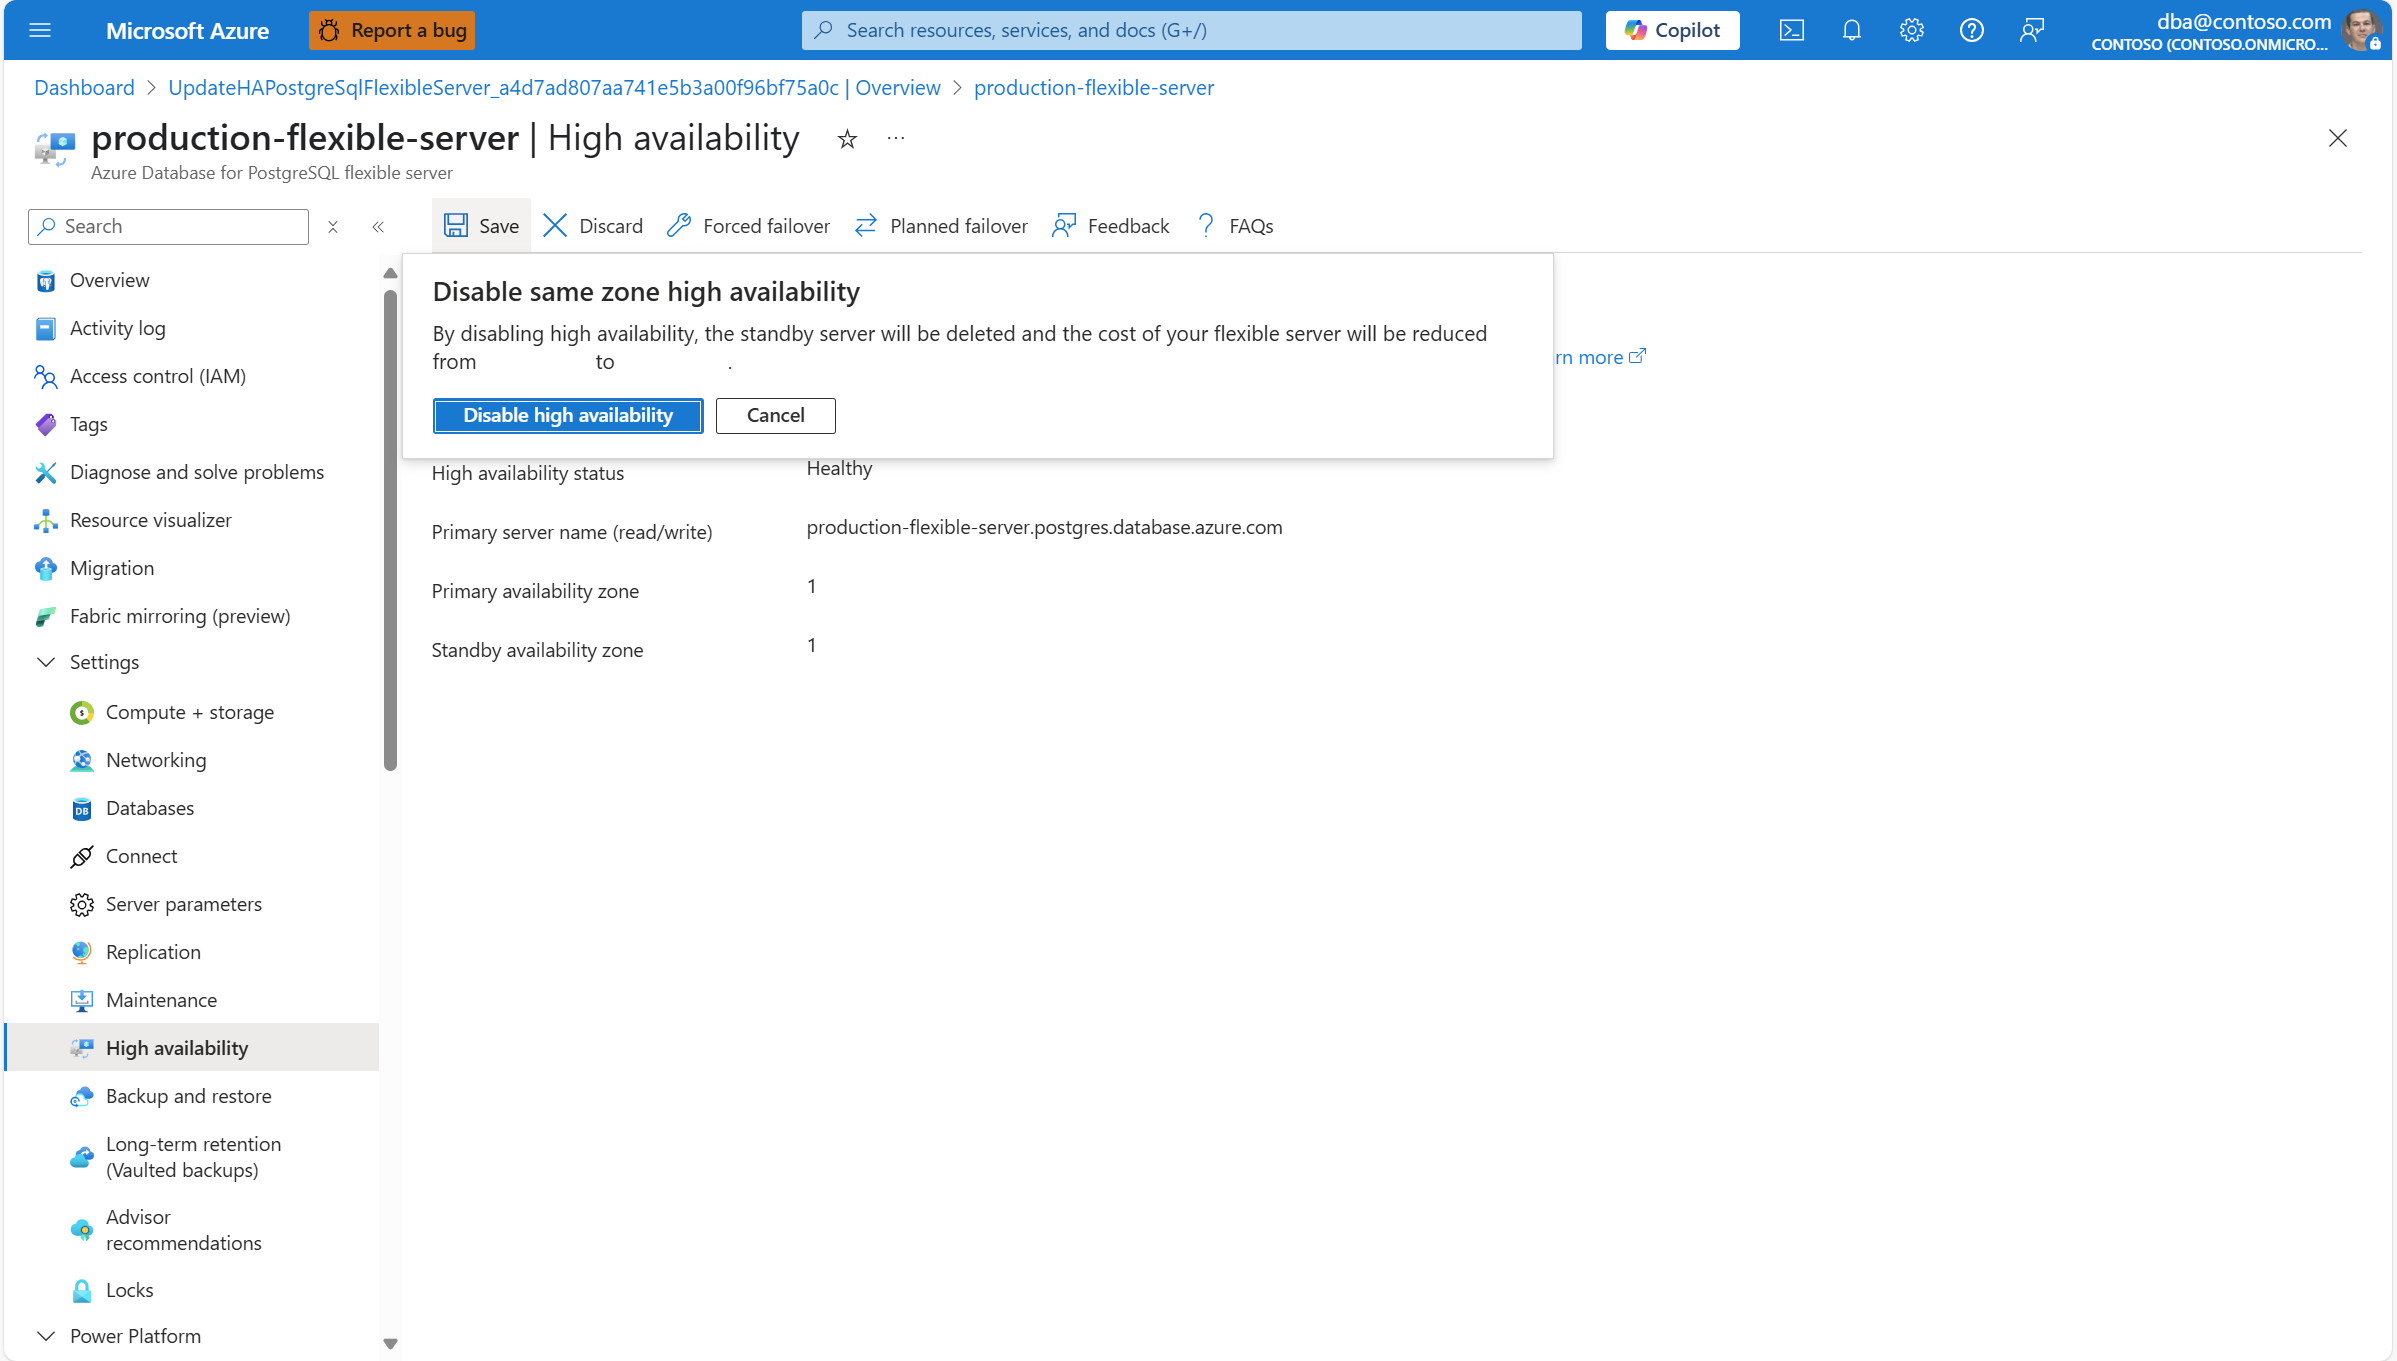 Microsoft Azure
Report a bug
Search resources, services, and docs (G+/)
Copilot
dba@contoso.com
CONTOSO (CONTOSO.ONMICRO...
Dashboard > UpdateHAPostgreSqlFlexibleServer_a4d7ad807aa741e5b3a00f96bf75a0c | Overview > production-flexible-server
production-flexible-server | High availability
Azure Database for PostgreSQL flexible server
Search
Save
Discard
Forced failover
Planned failover
Feedback
FAQs
Overview
Activity log
Access control (IAM)
Tags
Diagnose and solve problems
Resource visualizer
Migration
Fabric mirroring (preview)
Settings
Compute + storage
Networking
Databases
Connect
Server parameters
Replication
Maintenance
High availability
Backup and restore
Long-term retention
(Vaulted backups)
Advisor
recommendations
Locks
Power Platform
Disable same zone high availability
By disabling high availability, the standby server will be deleted and the cost of your flexible server will be reduced
from to .
Disable high availability
Cancel
rn more
High availability status
Healthy
Primary server name (read/write)
production-flexible-server.postgres.database.azure.com
Primary availability zone
1
Standby availability zone
1